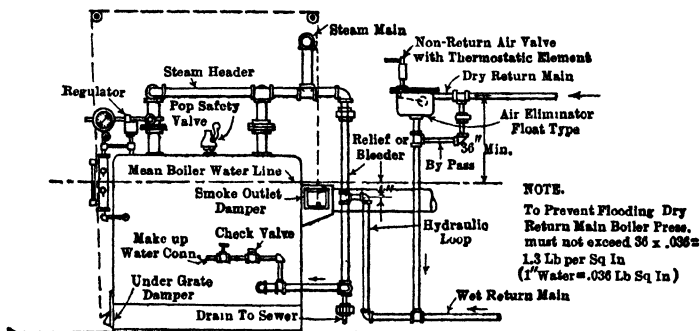 Steam Main
Non-Return Air Valve
with Thermostatic Element
Steam Header
Dry Return Main
Regulator
Pop Safety
Valve
Air Eliminator
Float Type
Relief or
Bleeder
36" Min.
By Pass
Mean Boiler Water Line
Smoke Outlet
Damper
1"
NOTE.
To Prevent Flooding Dry
Return Main Boiler Press.
must not exceed 36 x .036=
1.3 Lb per Sq In
(1"Water=.036 Lb Sq In)
Hydraulic
Loop
Check Valve
Make up
Water Conn.
Under Grate
Damper
Wet Return Main
Drain To Sewer